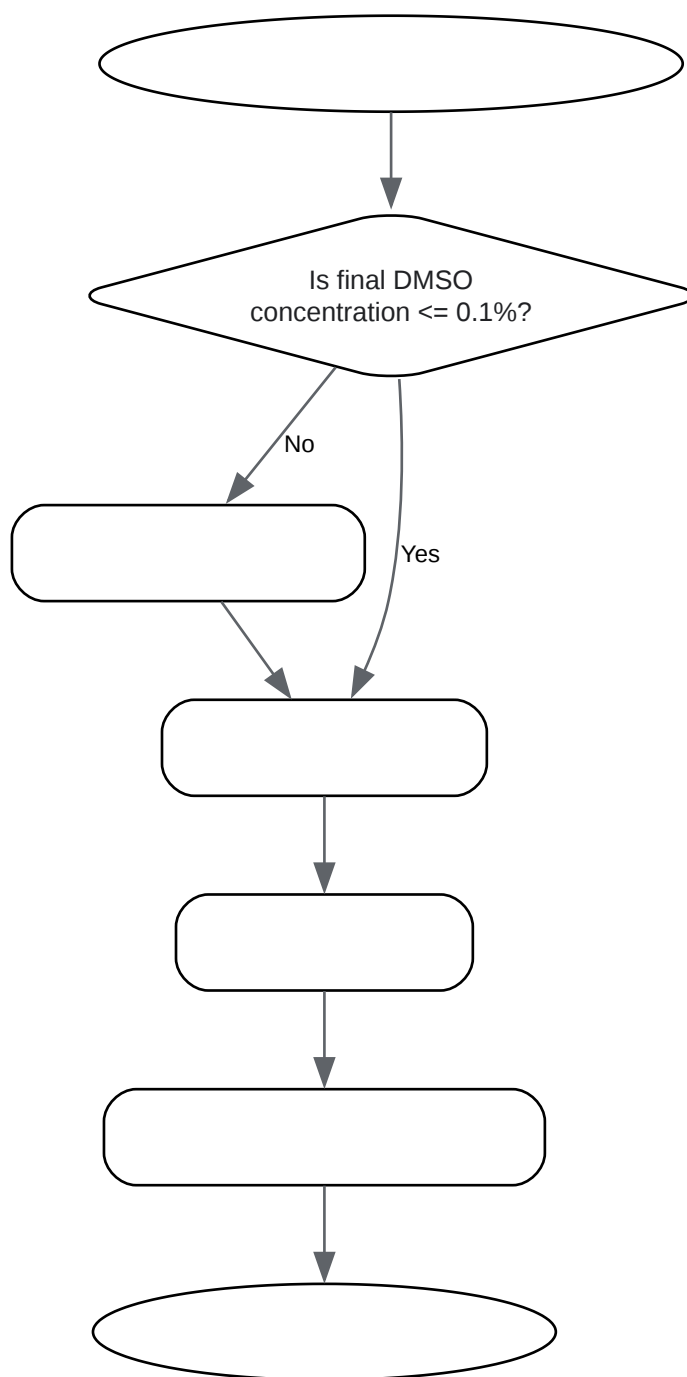 Is final DMSO
concentration <= 0.1%?
No
Yes